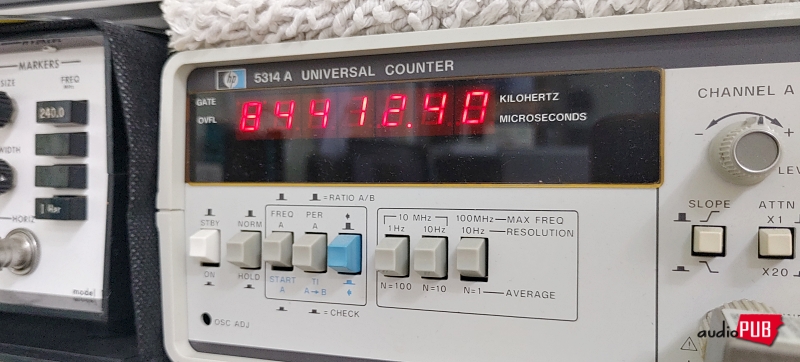 MARKERS
SIZE
FREQ
240.0
WIDTH
HORIZ
model
hp 5314 A UNIVERSAL COUNTER
GATE
OVFL
84412.40
KILOHERTZ
MICROSECONDS
CHANNEL A
- +
LEV
= RATIO A/B
STBY
NORM
FREQ A
PER A
ON
HOLD
START A
TI A→B
= CHECK
OSC ADJ
10 MHz
100MHz — MAX FREQ
1Hz
10Hz
10Hz — RESOLUTION
N=100
N=10
N=1 — AVERAGE
SLOPE
ATTN
X1
X20
audioPUB